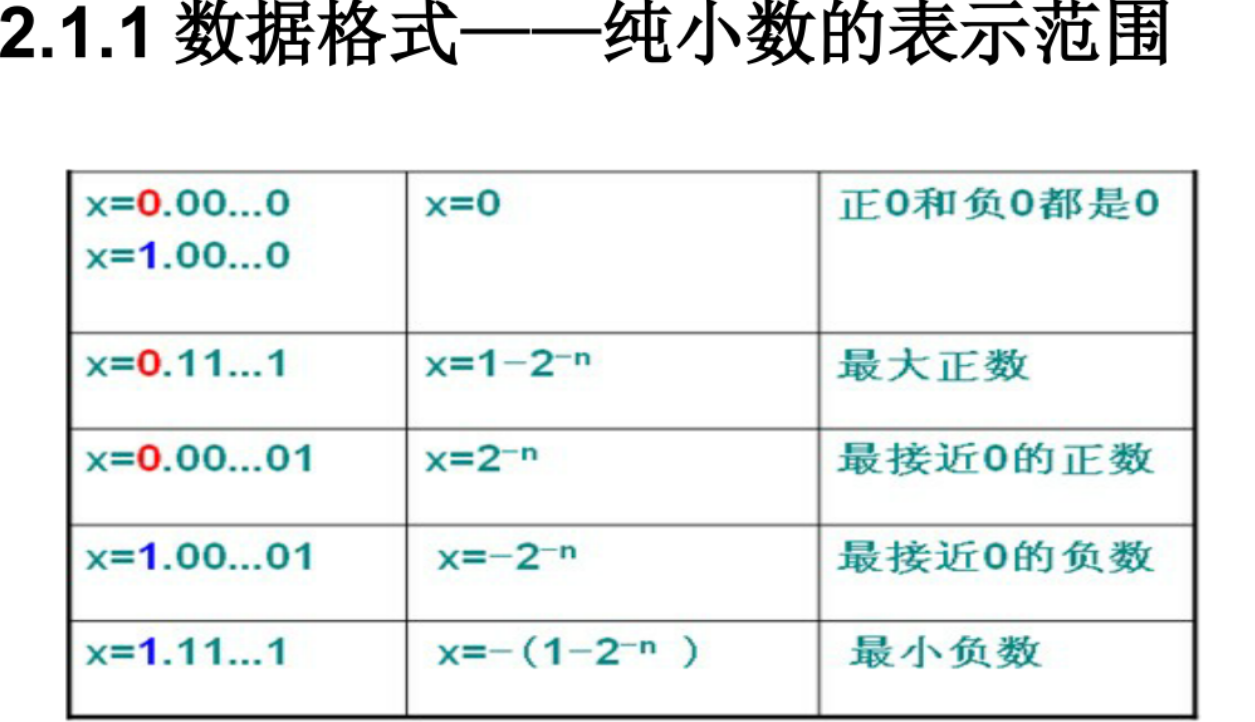 2.1.1 数据格式——纯小数的表示范围
x=0.00...0 x=0 正0和负0都是0
x=1.00...0
x=0.11...1 x=1-2⁻ⁿ 最大正数
x=0.00...01 x=2⁻ⁿ 最接近0的正数
x=1.00...01 x=-2⁻ⁿ 最接近0的负数
x=1.11...1 x=-(1-2⁻ⁿ ) 最小负数